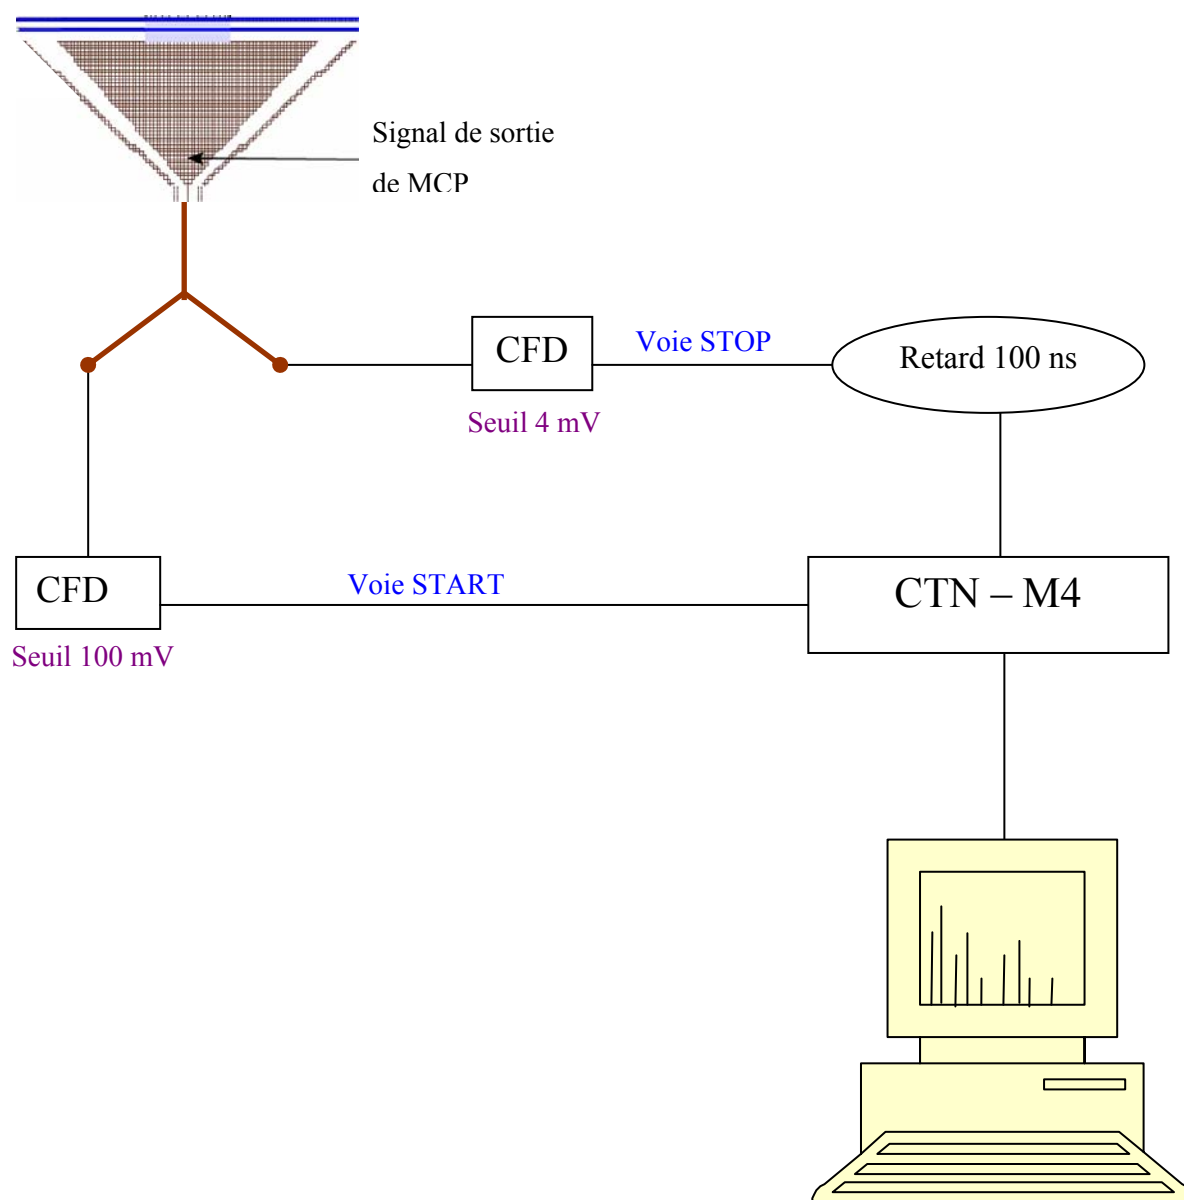 Signal de sortie
de MCP
CFD
Voie STOP
Retard 100 ns
Seuil 4 mV
CFD
Voie START
CTN – M4
Seuil 100 mV